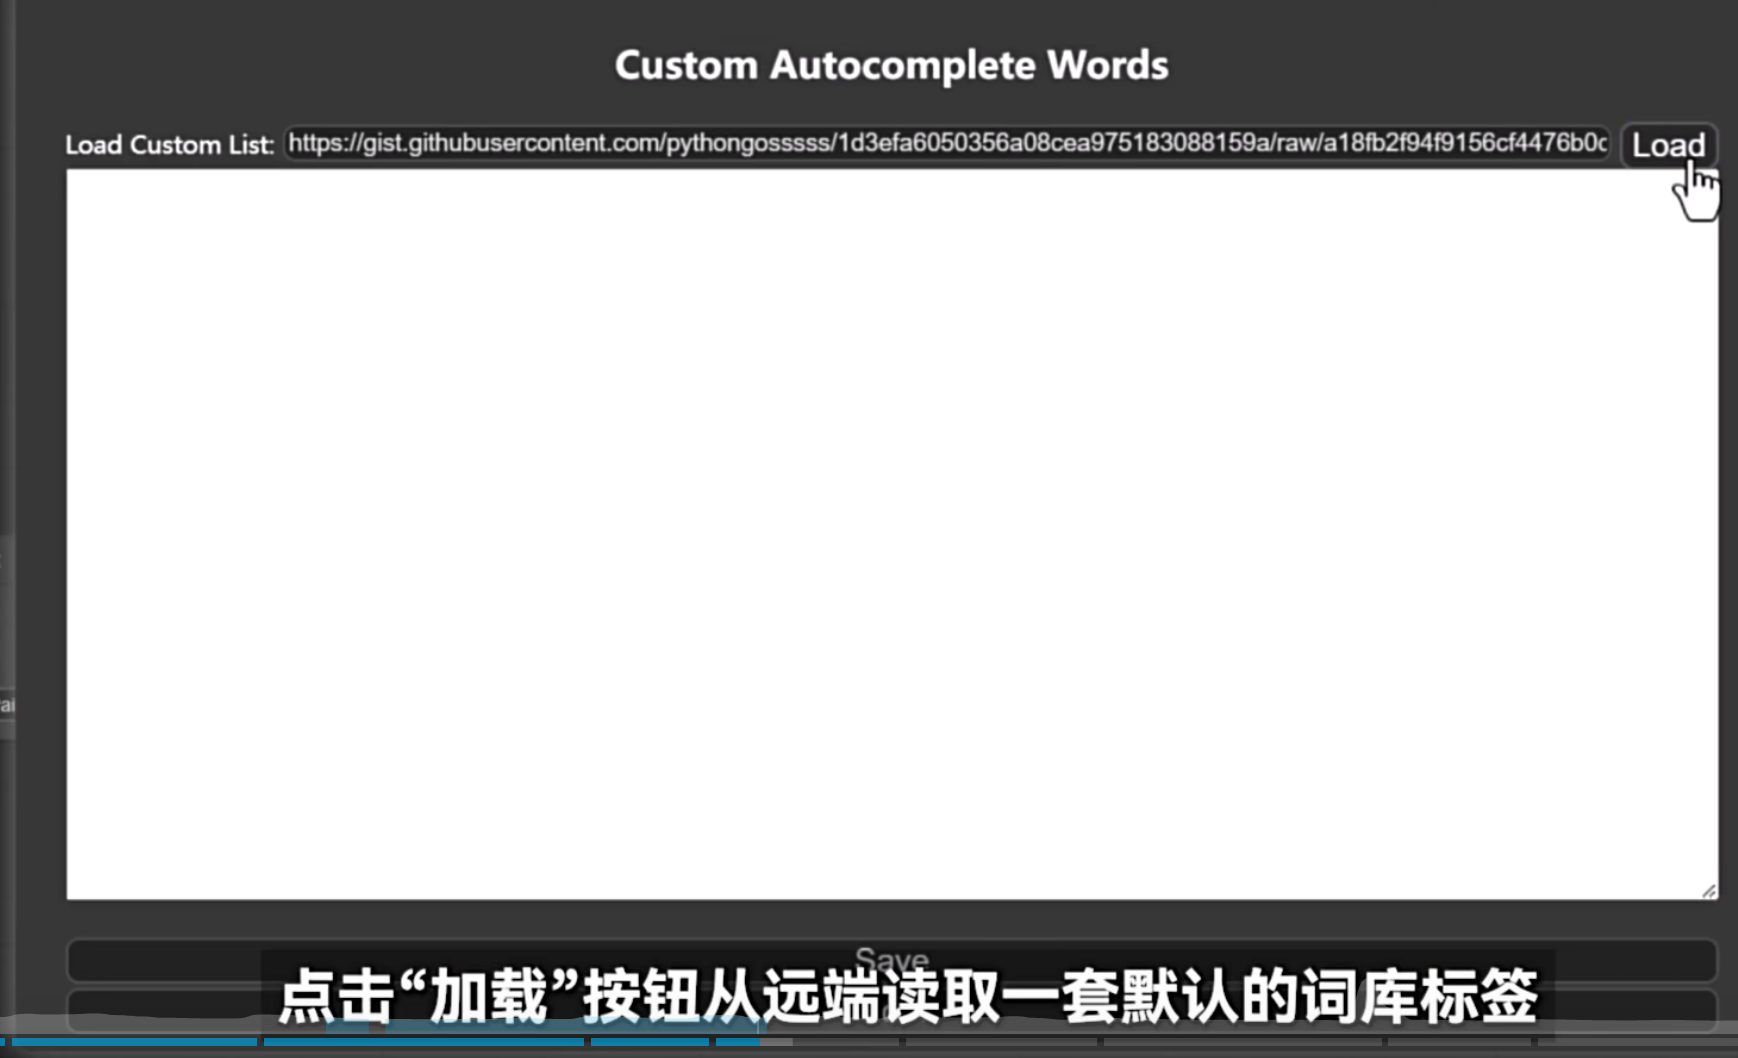 Custom Autocomplete Words
Load Custom List: https://gist.githubusercontent.com/pythongosssss/1d3efa6050356a08cea975183088159a/raw/a18fb2f94f9156cf4476b0c Load
Save
点击“加载”按钮从远端读取一套默认的词库标签